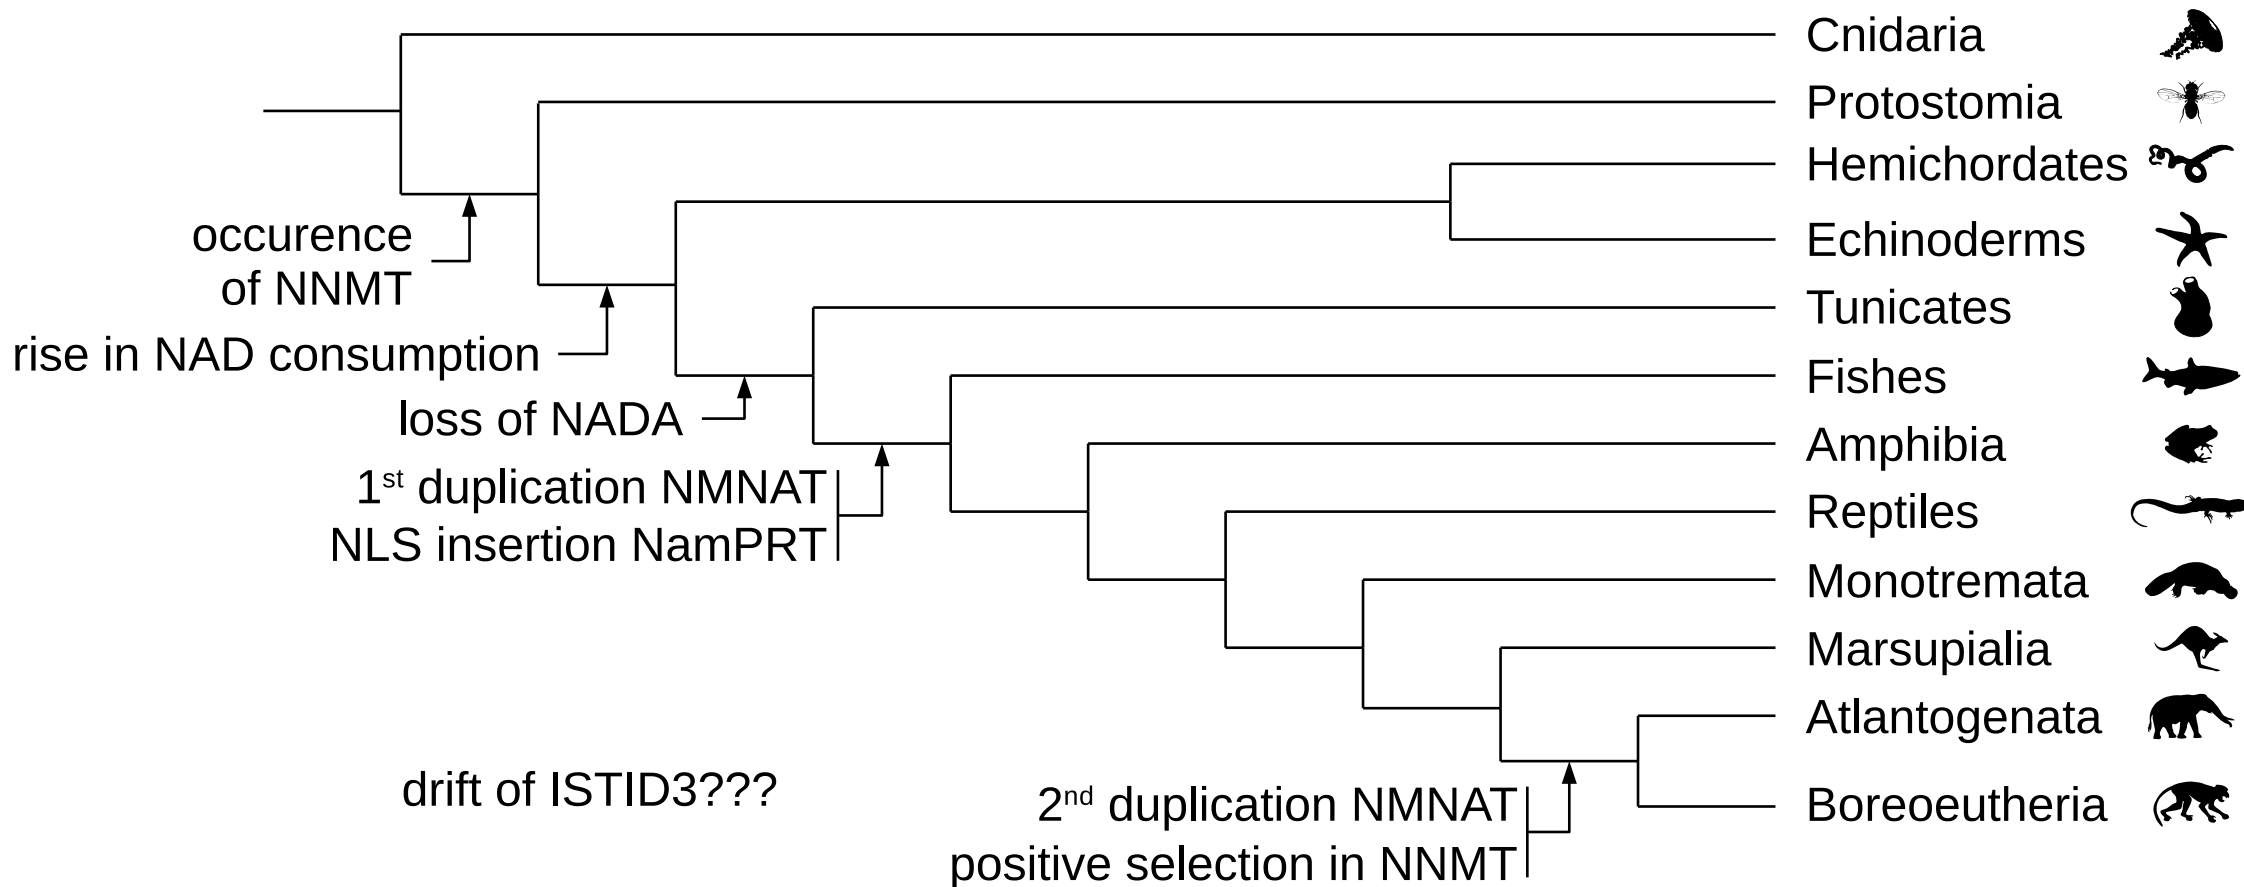 Cnidaria
Protostomia
Hemichordates
occurence
of NNMT
Echinoderms
Tunicates
rise in NAD consumption
Fishes
loss of NADA
Amphibia
1st duplication NMNAT
NLS insertion NamPRT
Reptiles
Monotremata
Marsupialia
Atlantogenata
drift of ISTID3???
2nd duplication NMNAT
positive selection in NNMT
Boreoeutheria